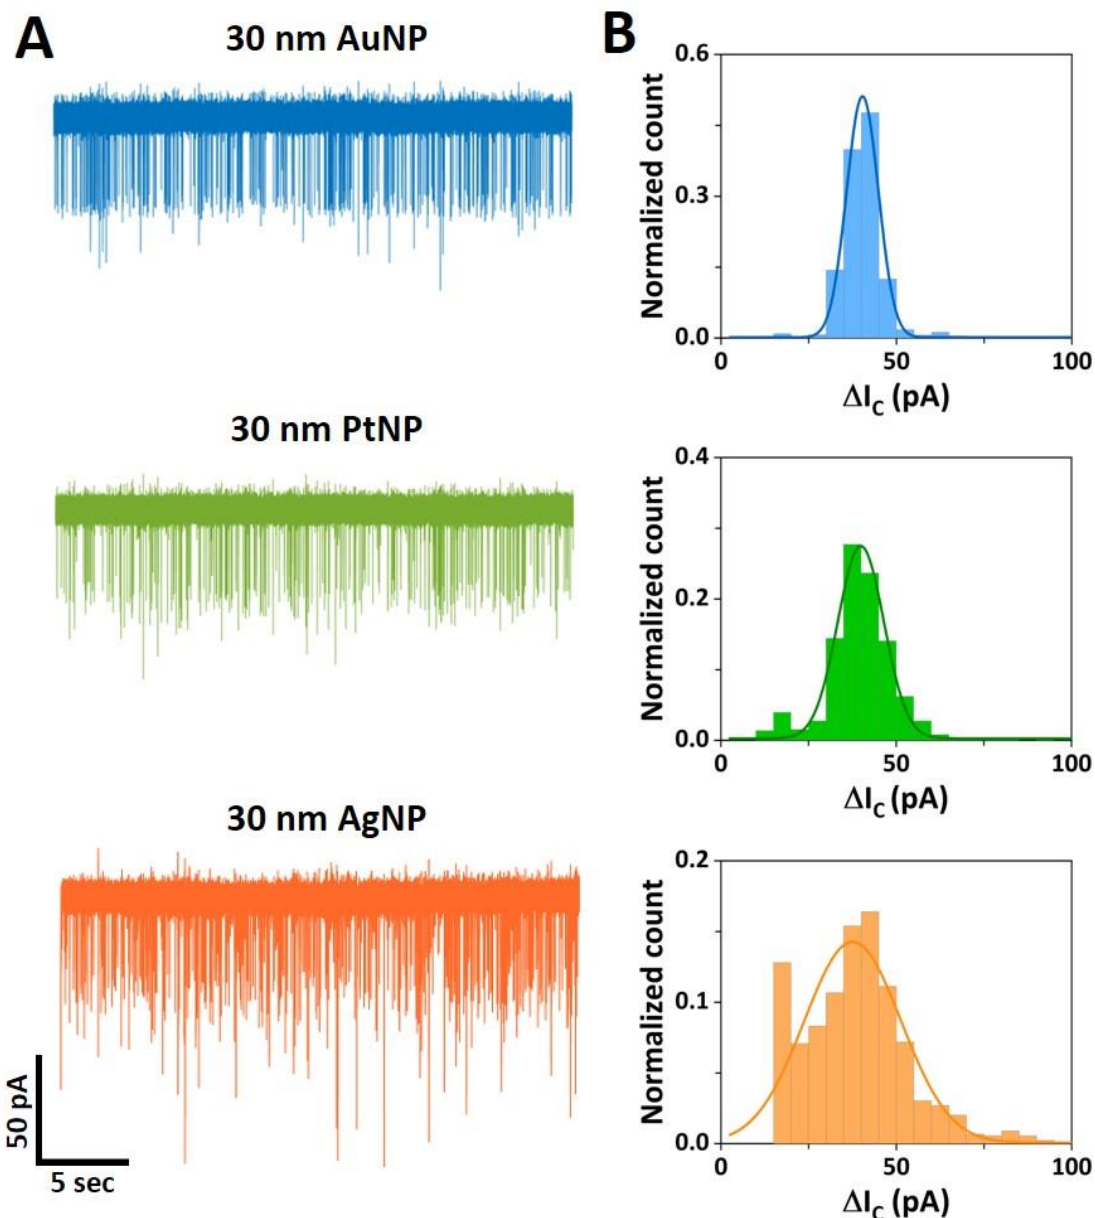 A
B
30 nm AuNP
0.6
0.3
0.0
Normalized count
0
50
100
ΔI_C (pA)
30 nm PtNP
0.4
0.2
0.0
Normalized count
0
50
100
ΔI_C (pA)
30 nm AgNP
0.2
0.1
0.0
Normalized count
0
50
100
ΔI_C (pA)
50 pA
5 sec